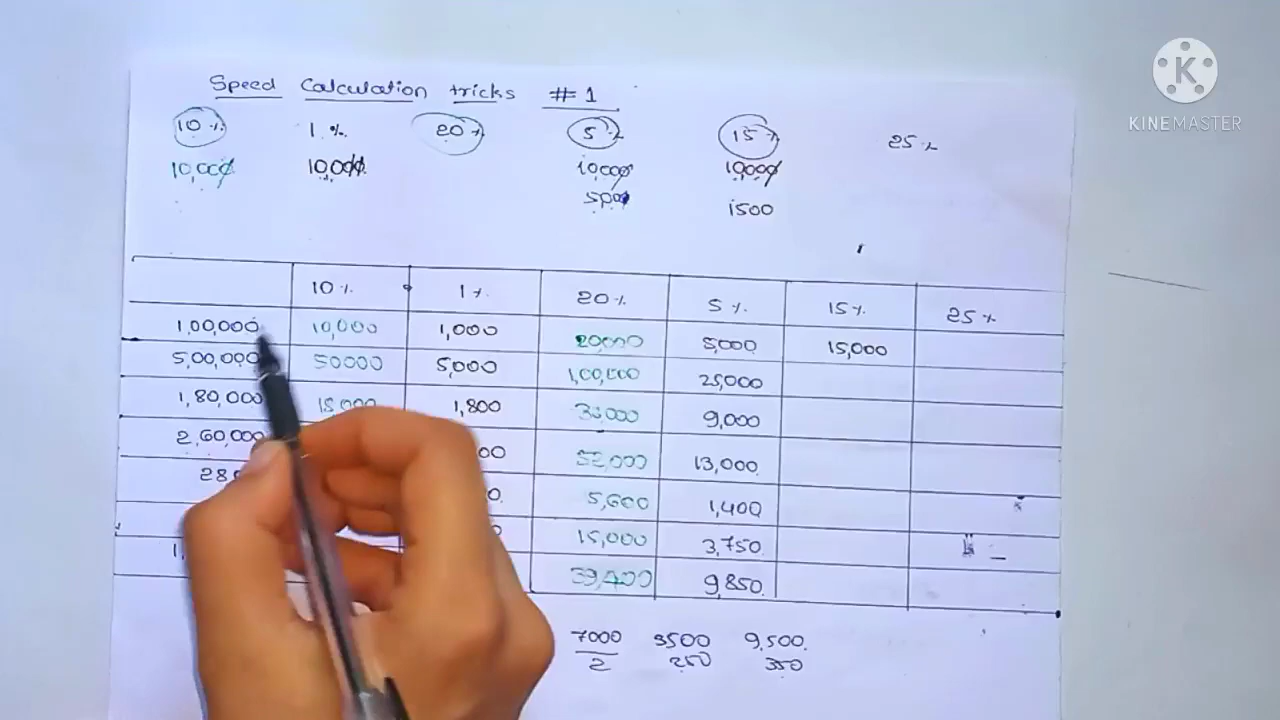 Speed Calculation tricks #1
10% 1% 20% 5% 15% 25%
10,000 10,000 10,000 10,000
500 1500
10% 1% 20% 5% 15% 25%
1,00,000 10,000 1,000 20,000 5,000 15,000
5,00,000 50000 5,000 1,00,000 25,000
1,80,000 18,000 1,800 36,000 9,000
2,60,000 52,000 13,000
5,600 1,400
15,000 3,750
39,400 9,850
7000 3500 9,500
2 250 350
KINEMASTER